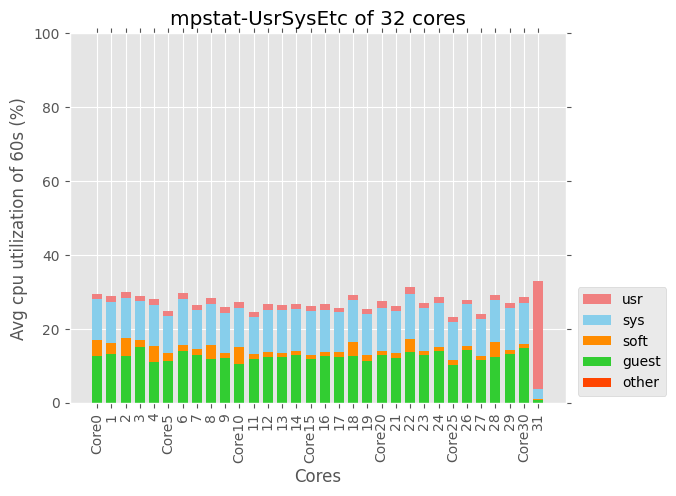 mpstat-UsrSysEtc of 32 cores
Avg cpu utilization of 60s (%)
100
80
60
40
20
0
Core0
1
2
3
4
Core5
6
7
8
9
Core10
11
12
13
14
Core15
16
17
18
19
Core20
21
22
23
24
Core25
26
27
28
29
Core30
31
Cores
usr
sys
soft
guest
other